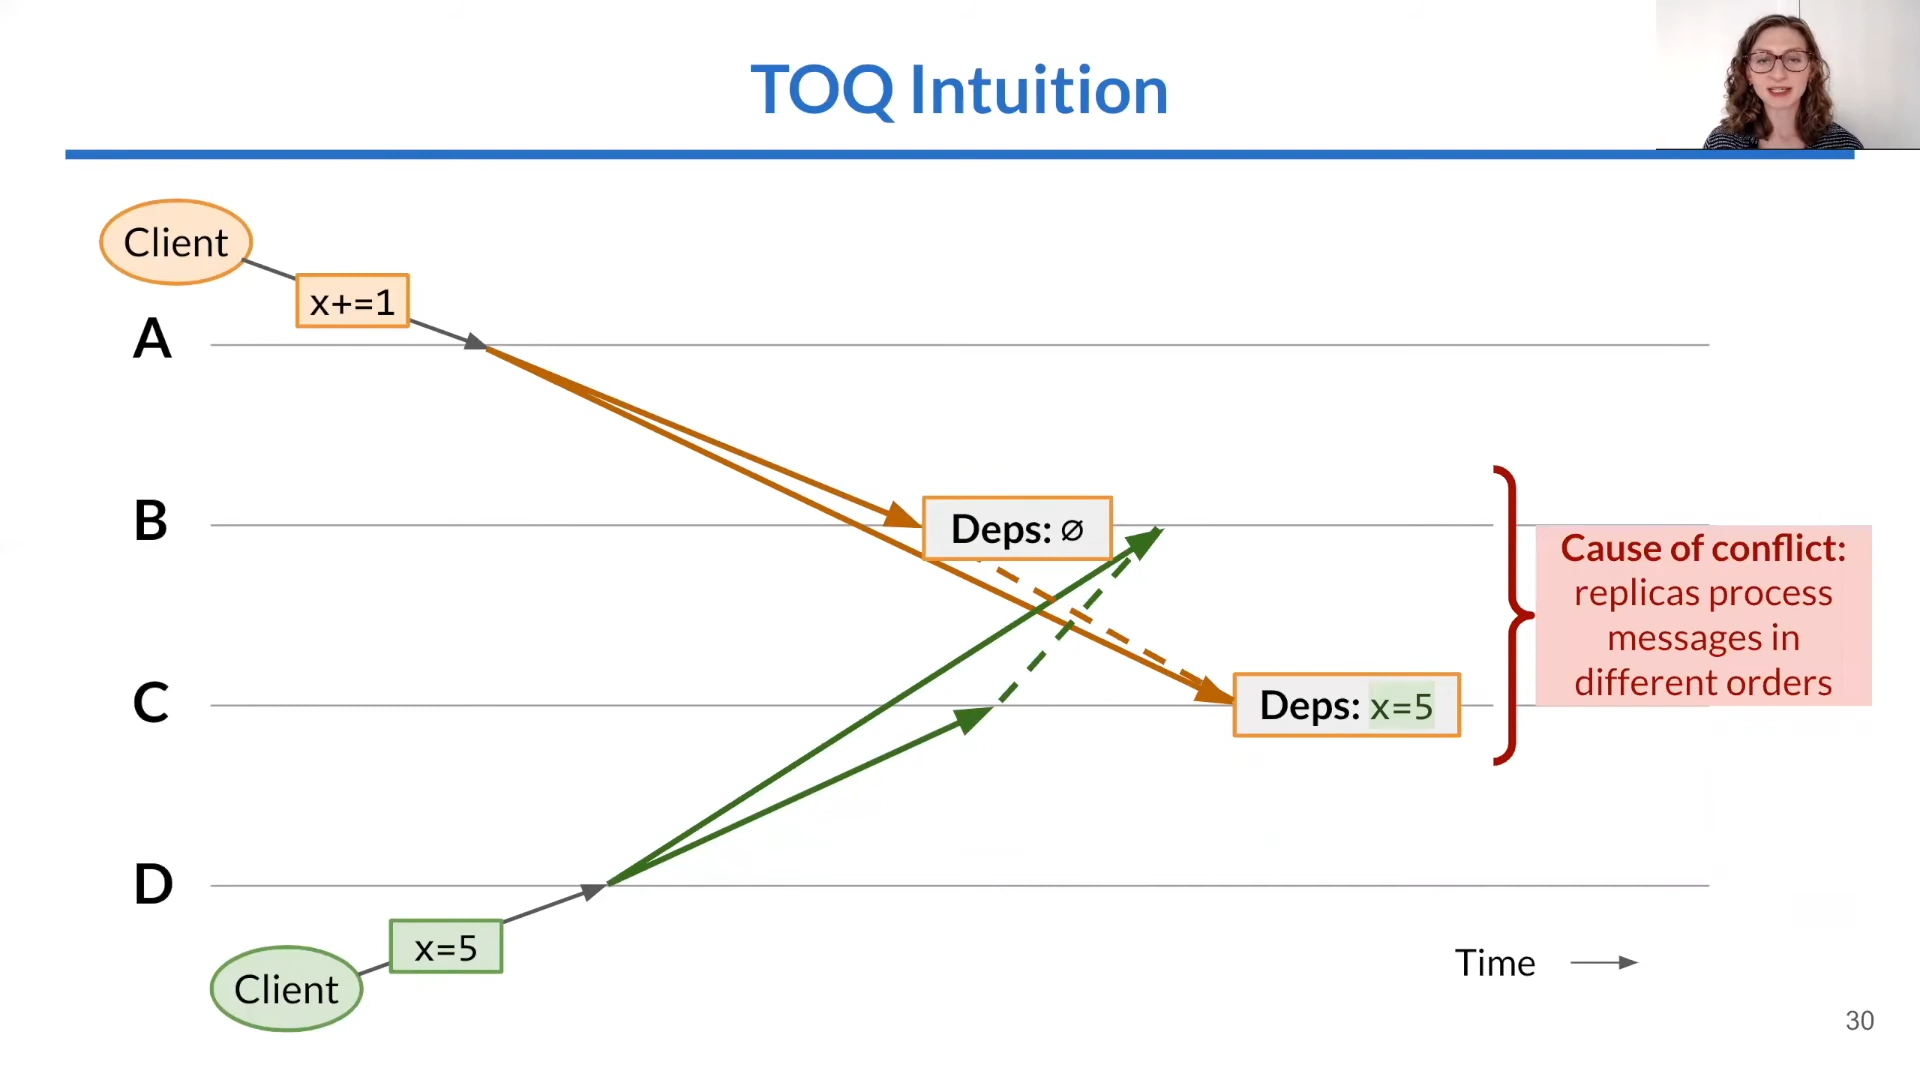 TOQ Intuition
Client
x+=1
A
B
Deps: ∅
Cause of conflict:
replicas process
messages in
different orders
C
Deps: x=5
D
x=5
Client
Time
30